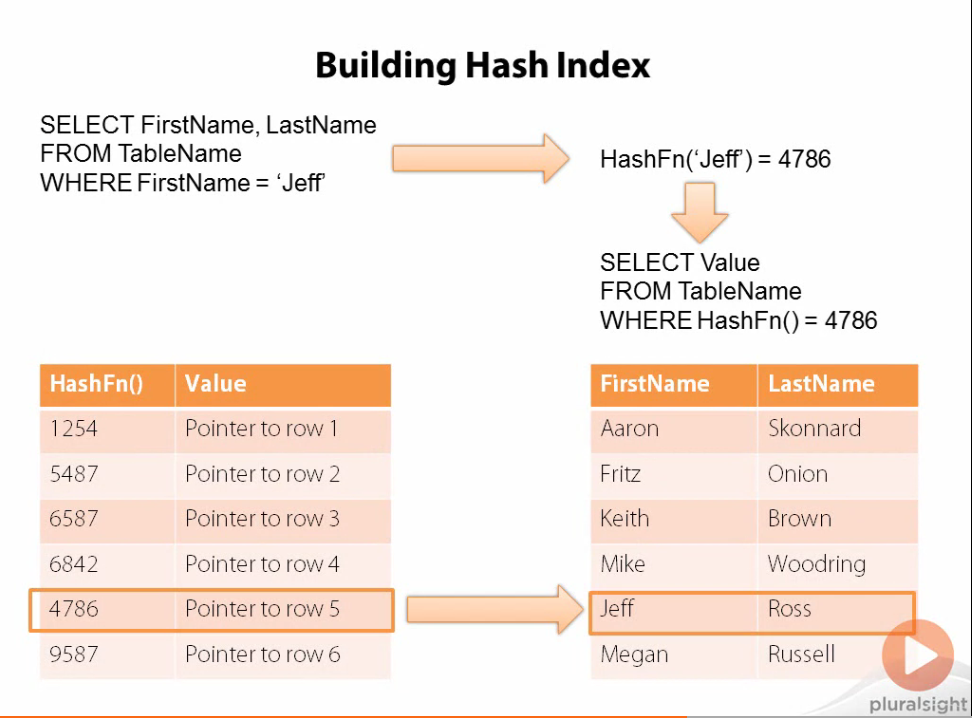 Building Hash Index
SELECT FirstName, LastName
FROM TableName
WHERE FirstName = ‘Jeff’
HashFn(‘Jeff’) = 4786
SELECT Value
FROM TableName
WHERE HashFn() = 4786
HashFn() Value
1254 Pointer to row 1
5487 Pointer to row 2
6587 Pointer to row 3
6842 Pointer to row 4
4786 Pointer to row 5
9587 Pointer to row 6
FirstName LastName
Aaron Skonnard
Fritz Onion
Keith Brown
Mike Woodring
Jeff Ross
Megan Russell
pluralsight